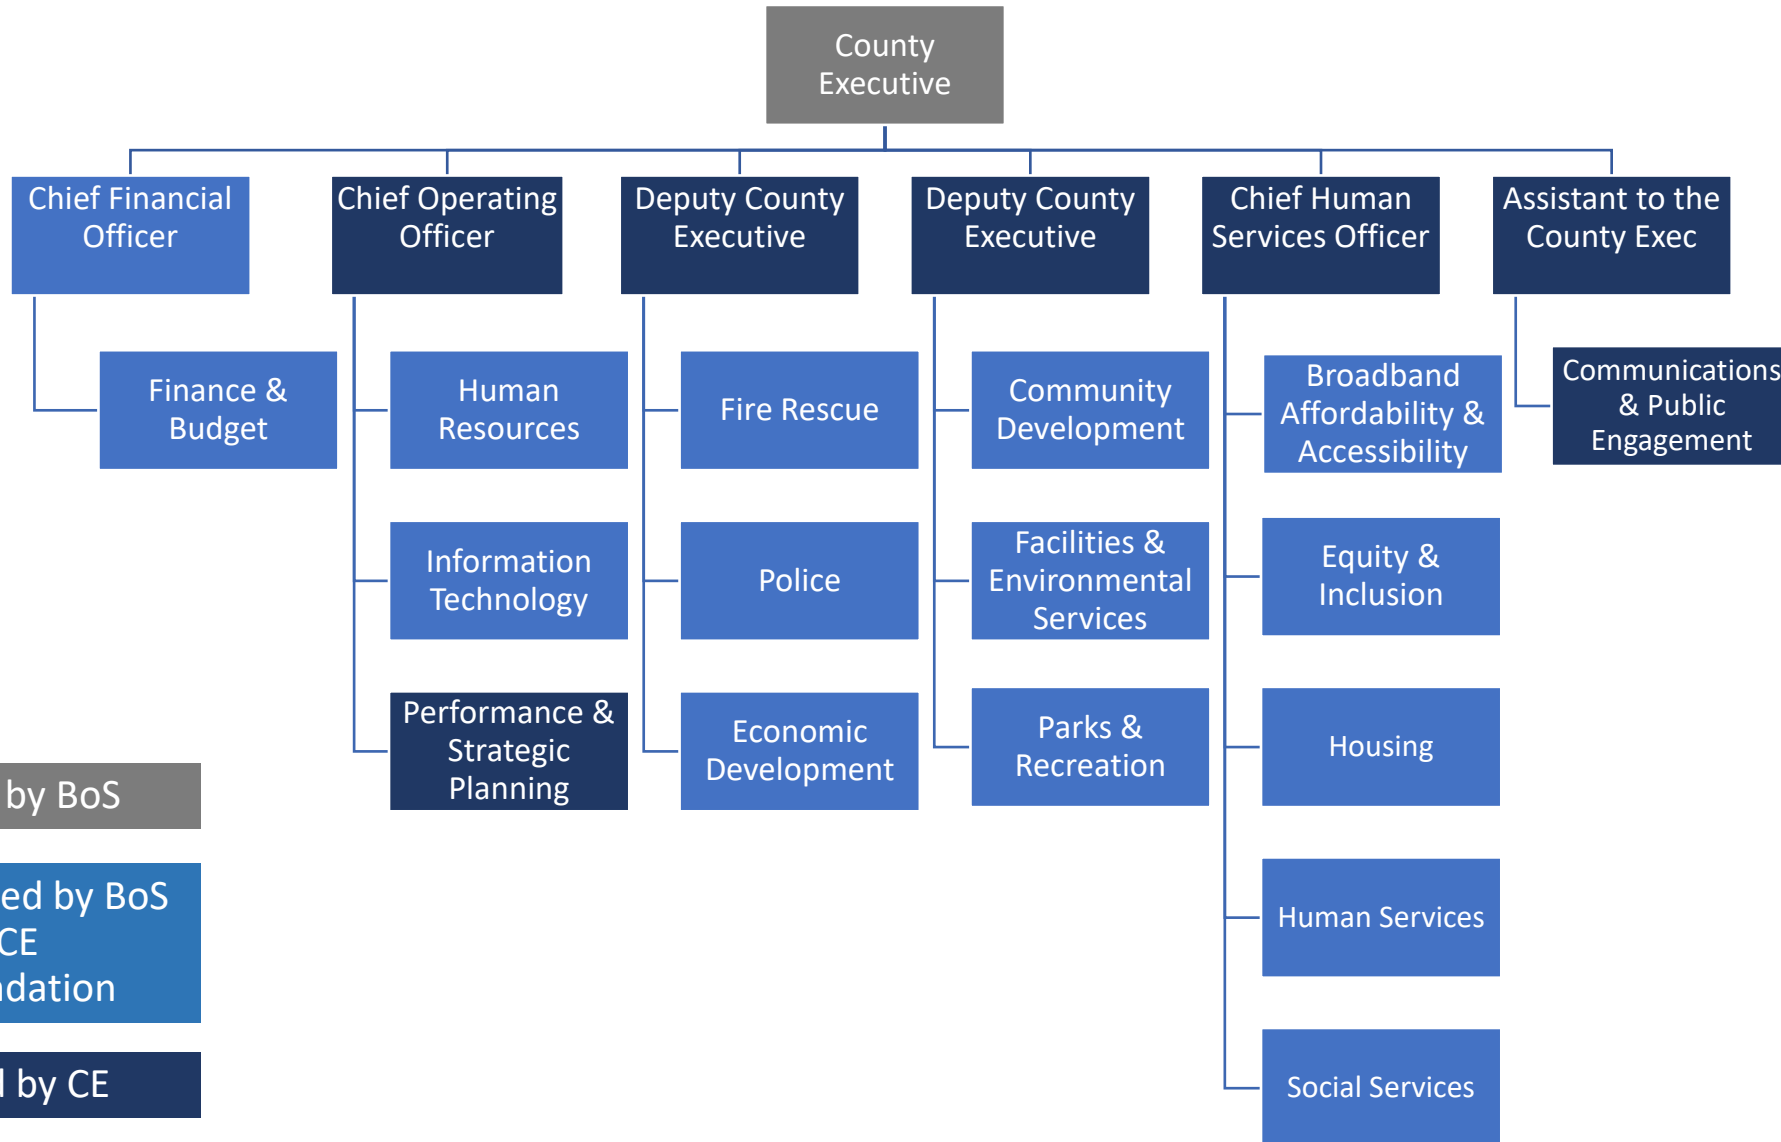 County
Executive
Chief Financial
Officer
Chief Operating
Officer
Deputy County
Executive
Deputy County
Executive
Chief Human
Services Officer
Assistant to the
County Exec
Finance &
Budget
Human
Resources
Information
Technology
Performance &
Strategic
Planning
Fire Rescue
Police
Economic
Development
Community
Development
Facilities &
Environmental
Services
Parks &
Recreation
Broadband
Affordability &
Accessibility
Equity &
Inclusion
Housing
Human Services
Social Services
Communications
& Public
Engagement
by BoS
by BoS
CE
by CE